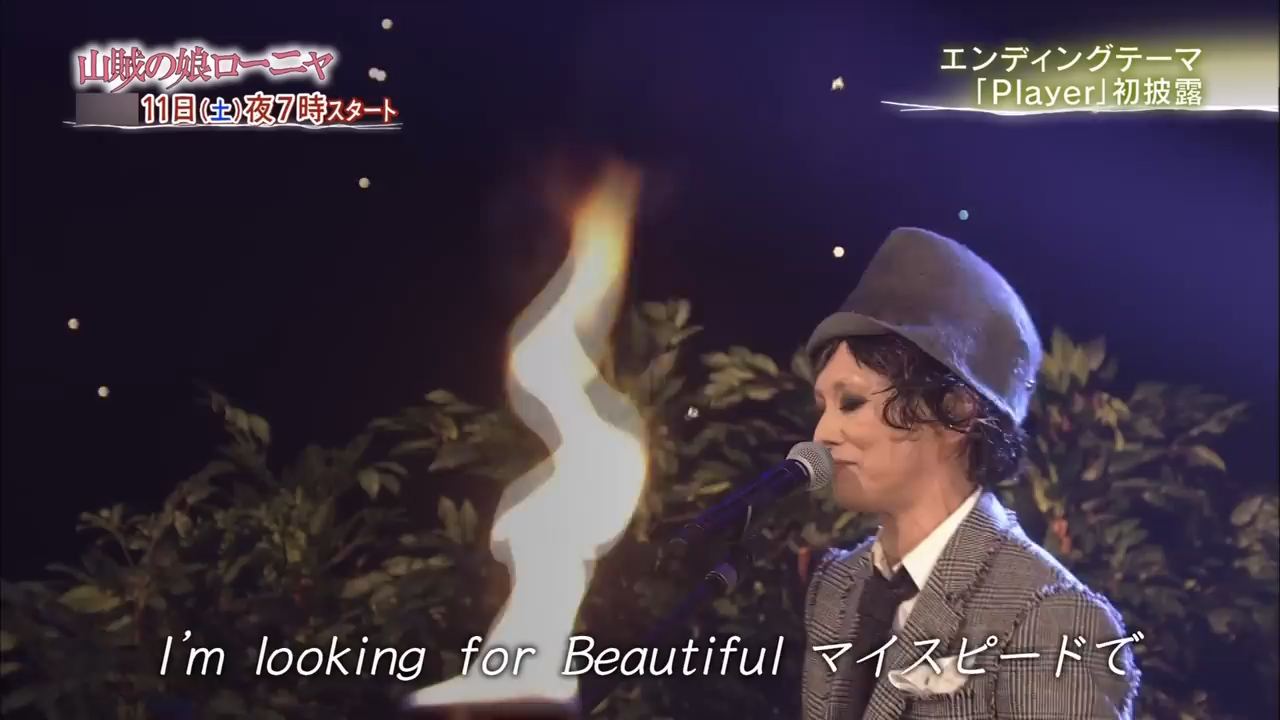 山賊の娘ローニャ
11日(土)夜7時スタート
エンディングテーマ
「Player」初披露
I'm looking for Beautiful マイスピードで